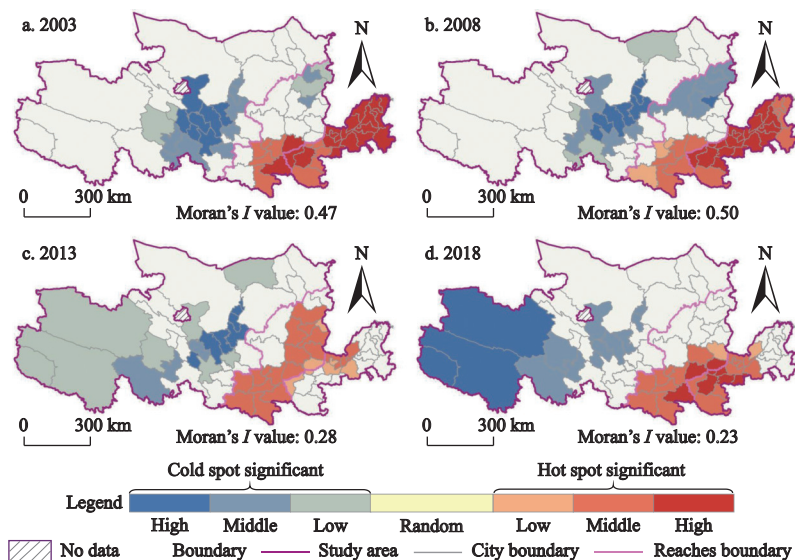 a. 2003
N
0 300 km
Moran's I value: 0.47
b. 2008
N
0 300 km
Moran's I value: 0.50
c. 2013
N
0 300 km
Moran's I value: 0.28
d. 2018
N
0 300 km
Moran's I value: 0.23
Cold spot significant Hot spot significant
Legend
High Middle Low Random Low Middle High
No data Boundary Study area City boundary Reaches boundary